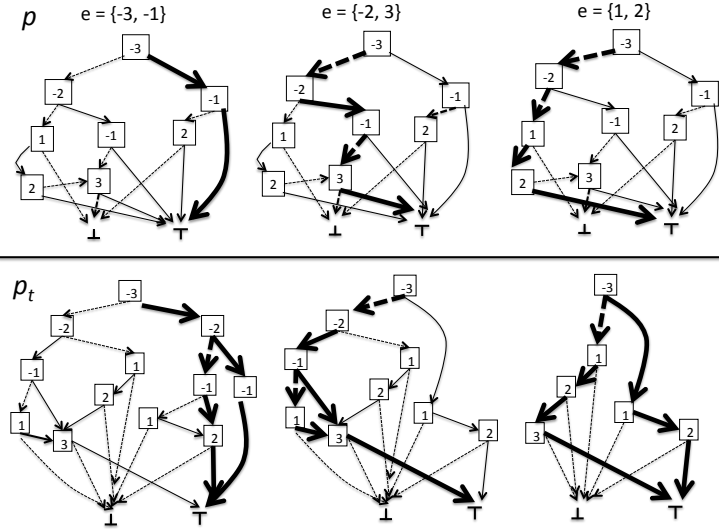 p e = {-3, -1} e = {-2, 3} e = {1, 2}
-3 -3 -3
-2 -1 -2 -1 -2 -1
1 -1 2 1 -1 2 1 -1 2
2 3 2 3 2 3
⊥ ⊤ ⊥ ⊤ ⊥ ⊤
pₜ
-3 -3 -3
-2 -2 -2
-1 1 -1 1 1
-1 -1 2 2
1 2 1 2 1 1 1
3 3 2 3 2
⊥ ⊤ ⊥ ⊤ ⊥ ⊤